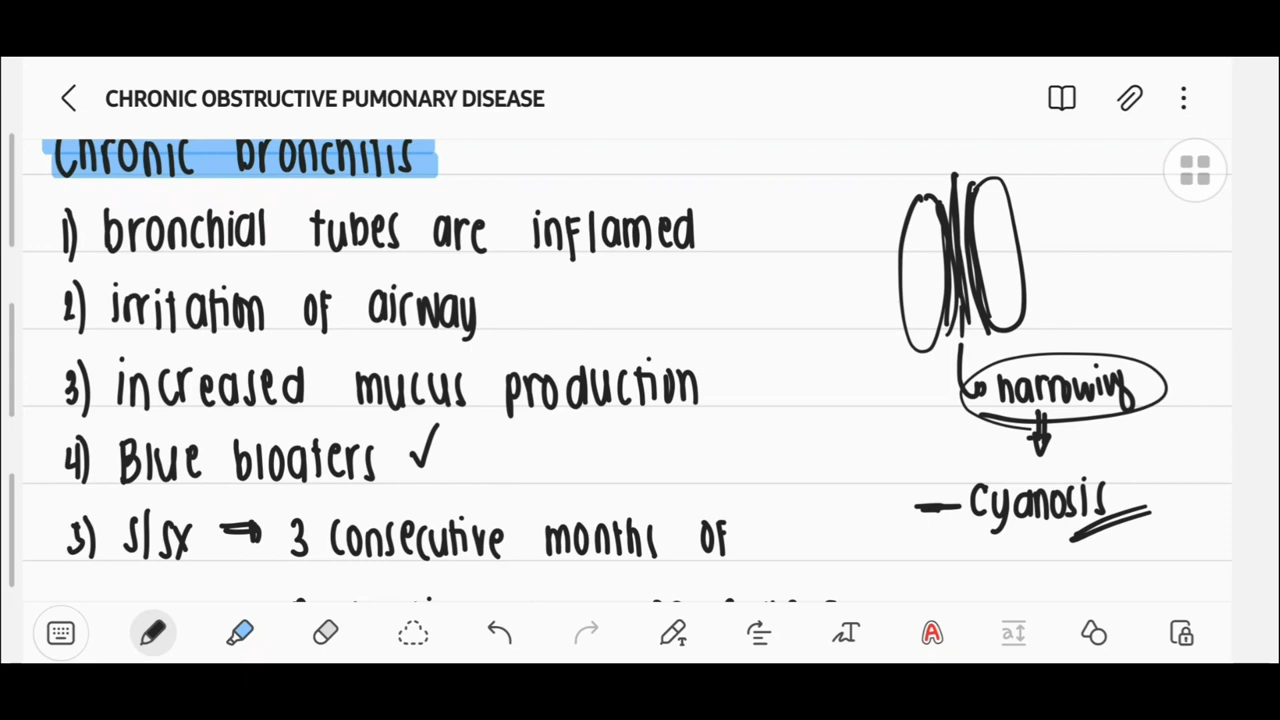 CHRONIC OBSTRUCTIVE PUMONARY DISEASE
Chronic bronchitis
1) bronchial tubes are inflamed
2) irritation of airway
3) increased mucus production
4) Blue bloaters ✓
5) s/sx ⇒ 3 consecutive months of
narrowing
- Cyanosis